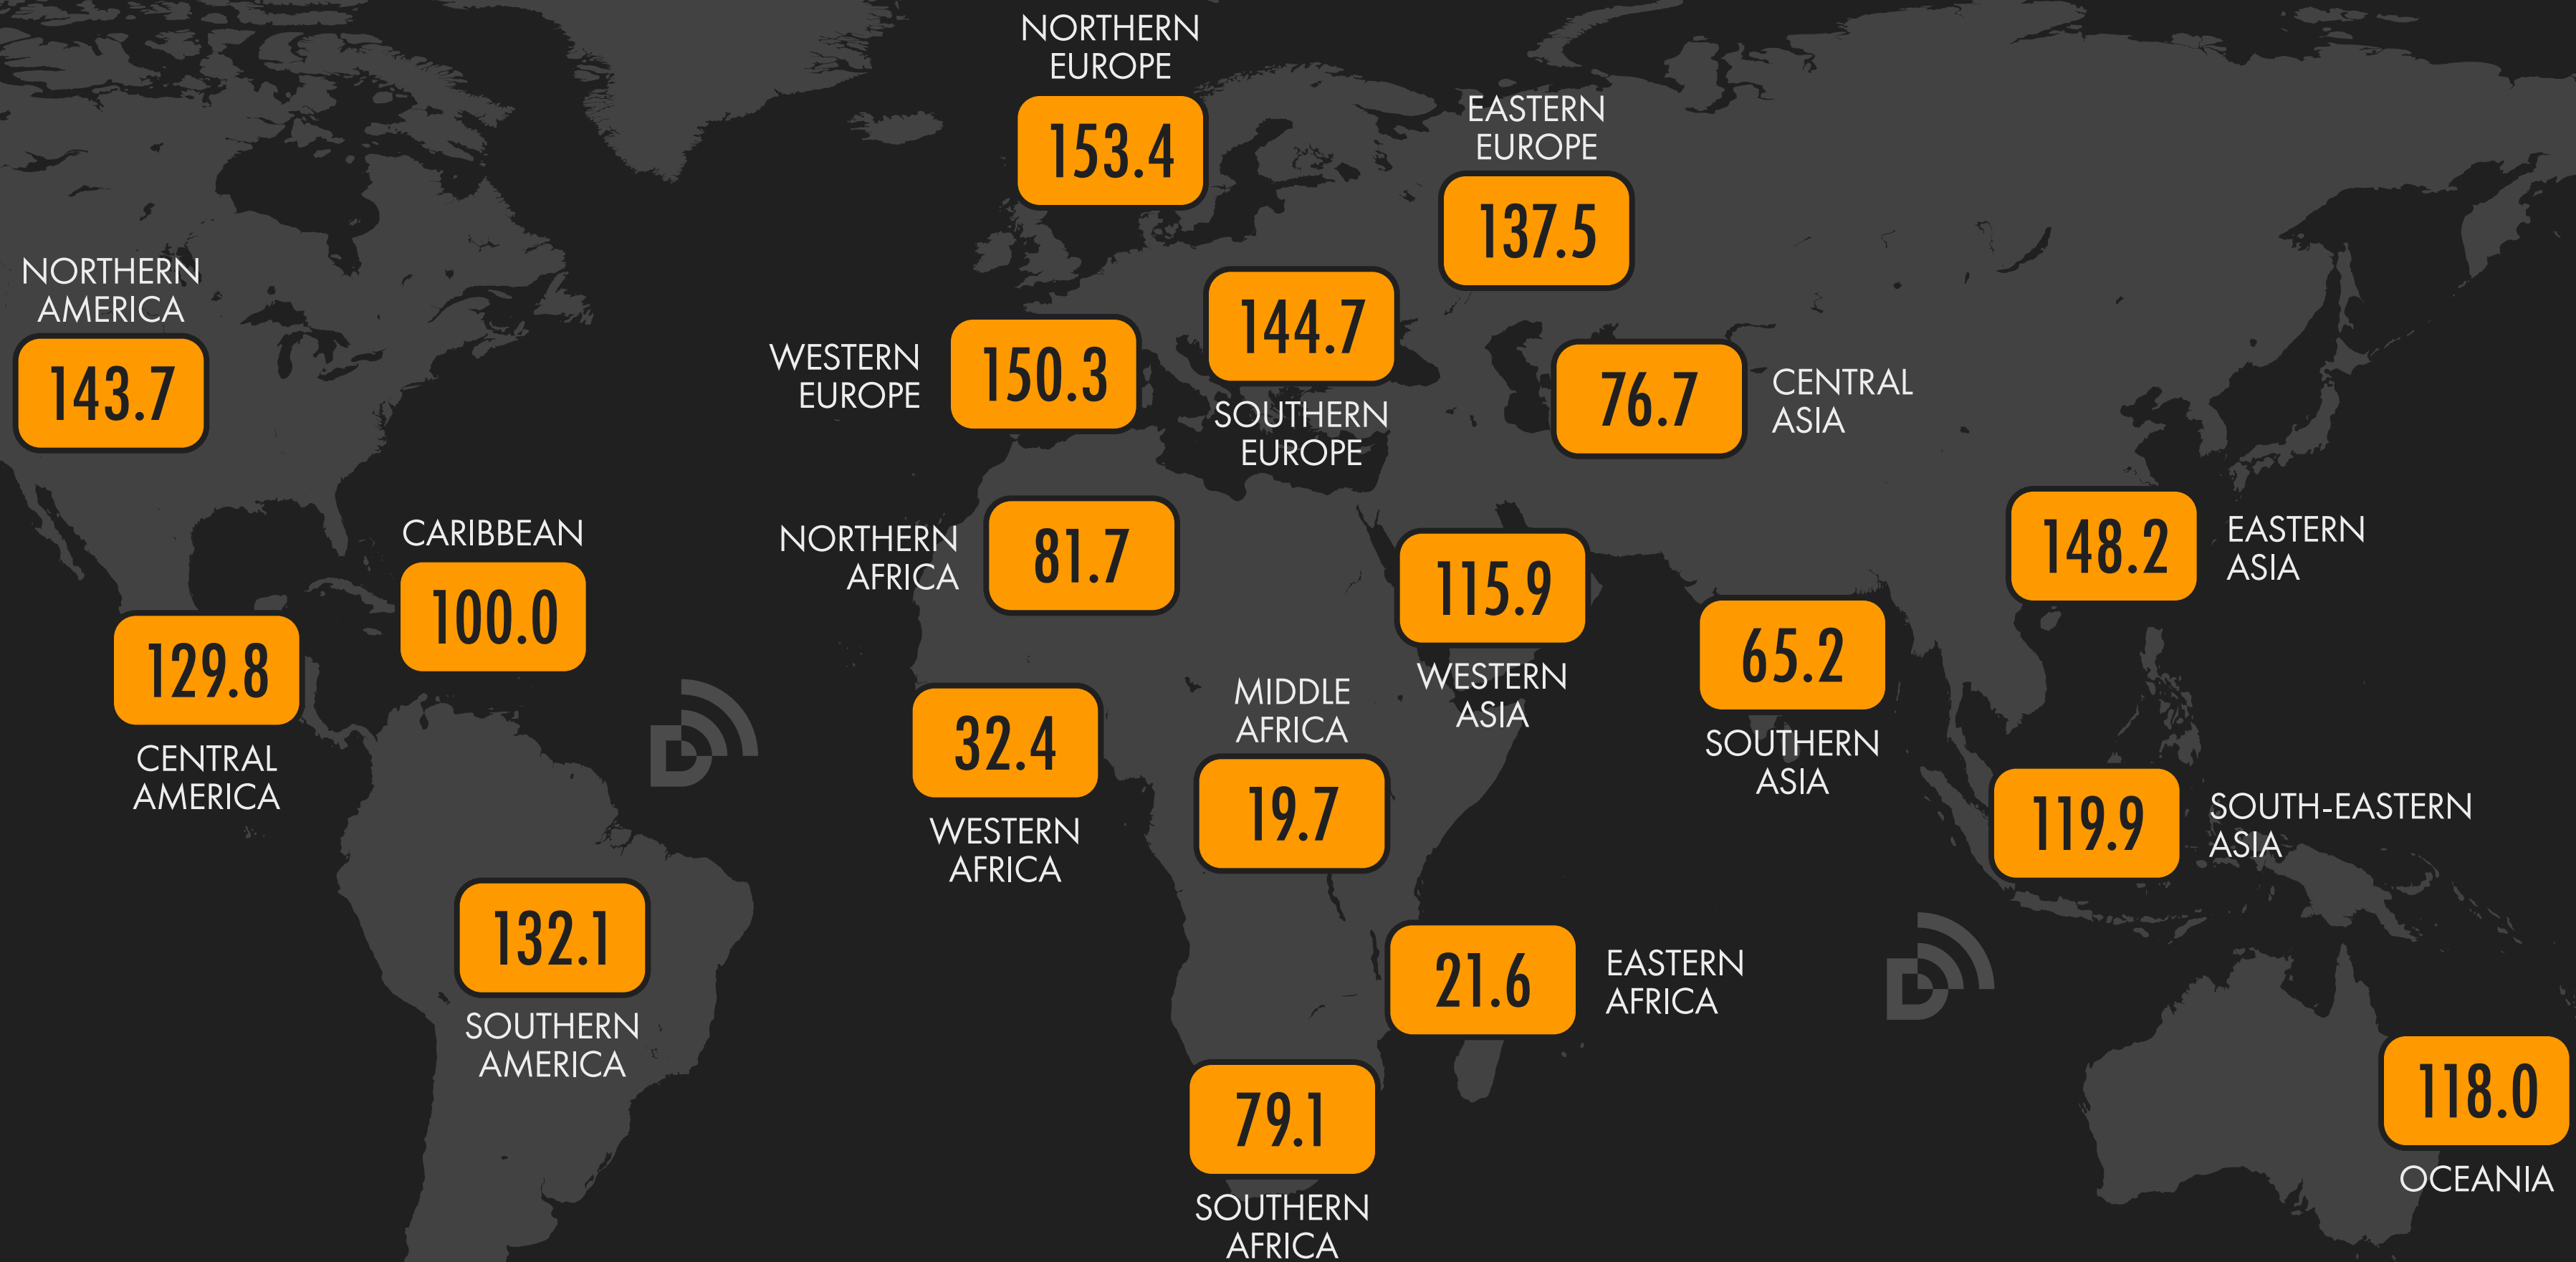 NORTHERN
EUROPE
153.4
EASTERN
EUROPE
137.5
NORTHERN
AMERICA
143.7
WESTERN
EUROPE
150.3
144.7
SOUTHERN
EUROPE
76.7
CENTRAL
ASIA
CARIBBEAN
100.0
NORTHERN
AFRICA
81.7
115.9
WESTERN
ASIA
148.2
EASTERN
ASIA
129.8
CENTRAL
AMERICA
65.2
SOUTHERN
ASIA
32.4
WESTERN
AFRICA
MIDDLE
AFRICA
19.7
119.9
SOUTH-EASTERN
ASIA
132.1
SOUTHERN
AMERICA
21.6
EASTERN
AFRICA
79.1
SOUTHERN
AFRICA
118.0
OCEANIA